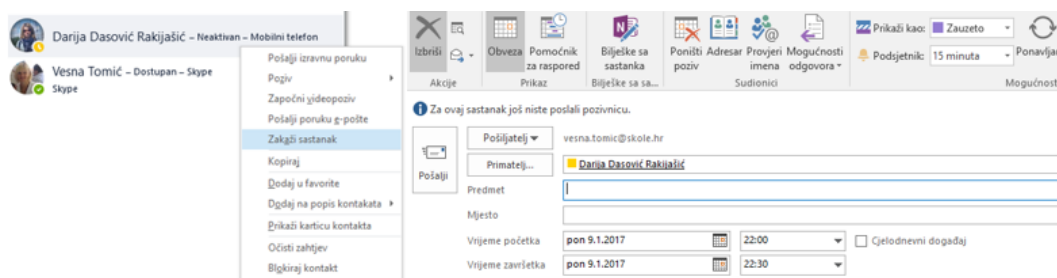 Darija Dasović Rakijašić – Neaktivan – Mobilni telefon
Vesna Tomić – Dostupan – Skype
Skype
Pošalji izravnu poruku
Poziv
Započni videopoziv
Pošalji poruku e-pošte
Zakaži sastanak
Kopiraj
Dodaj u favorite
Dodaj na popis kontakata
Prikaži karticu kontakta
Očisti zahtjev
Blokiraj kontakt
Izbriši
Obveza
Pomoćnik za raspored
Bilješke sa sastanka
Poništi poziv
Adresar
Provjeri imena
Mogućnosti odgovora
Prikaži kao: Zauzeto
Podsjetnik: 15 minuta
Ponavljan
Akcije
Prikaz
Bilješke sa sa...
Sudionici
Mogućnost
Za ovaj sastanak još niste poslali pozivnicu.
Pošalji
Pošiljatelj vesna.tomic@skole.hr
Primatelj... Darija Dasović Rakijašić
Predmet
Mjesto
Vrijeme početka pon 9.1.2017 22:00 Cjelodnevni događaj
Vrijeme završetka pon 9.1.2017 22:30